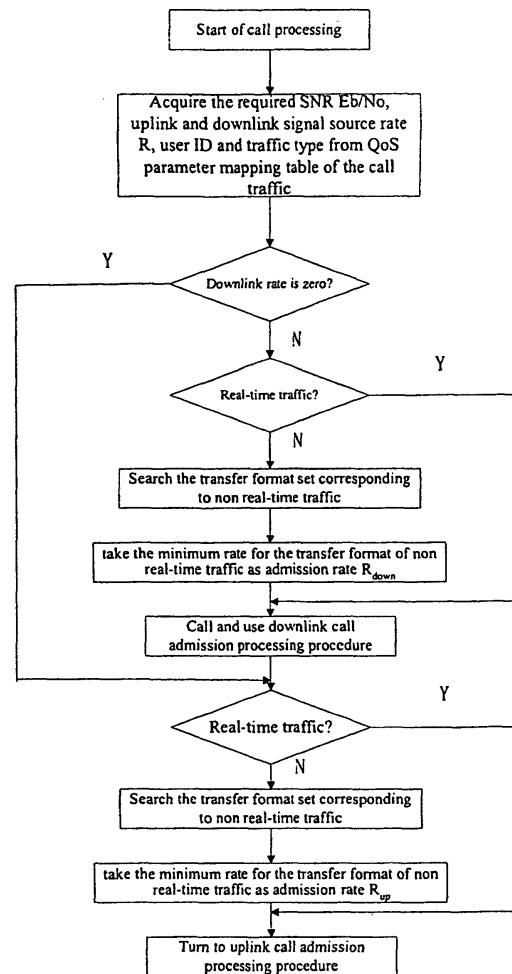 Start of call processing
Acquire the required SNR Eb/No,
uplink and downlink signal source rate
R, user ID and traffic type from QoS
parameter mapping table of the call
traffic
Y
Downlink rate is zero?
N
Y
Real-time traffic?
N
Search the transfer format set corresponding
to non real-time traffic
take the minimum rate for the transfer format of non
real-time traffic as admission rate R_down
Call and use downlink call
admission processing procedure
Y
Real-time traffic?
N
Search the transfer format set corresponding
to non real-time traffic
take the minimum rate for the transfer format of non
real-time traffic as admission rate R_up
Turn to uplink call admission
processing procedure